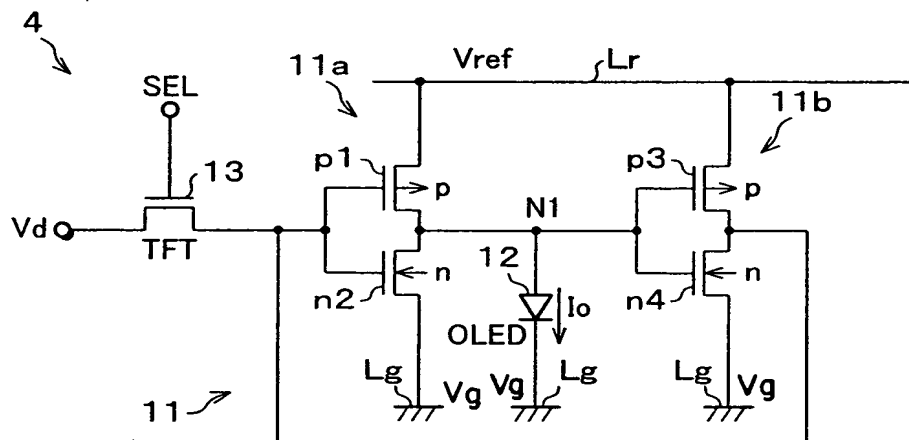 4
Vref
Lr
11a
11b
SEL
p1
p3
13
p
p
N1
Vd
TFT
12
n
n
n2
Io
n4
OLED
Lg
Vg
Vg
Lg
Lg
Vg
11